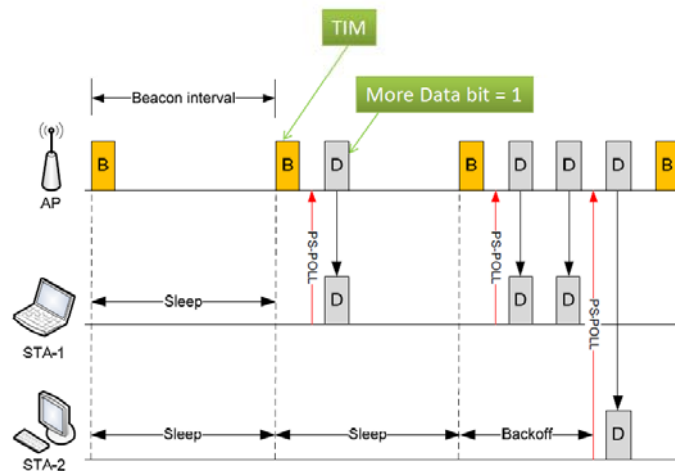 TIM
Beacon interval
More Data bit = 1
B
B
D
B
D
D
D
B
AP
PS-POLL
PS-POLL
Sleep
D
D
D
STA-1
PS-POLL
Sleep
Sleep
Backoff
D
STA-2